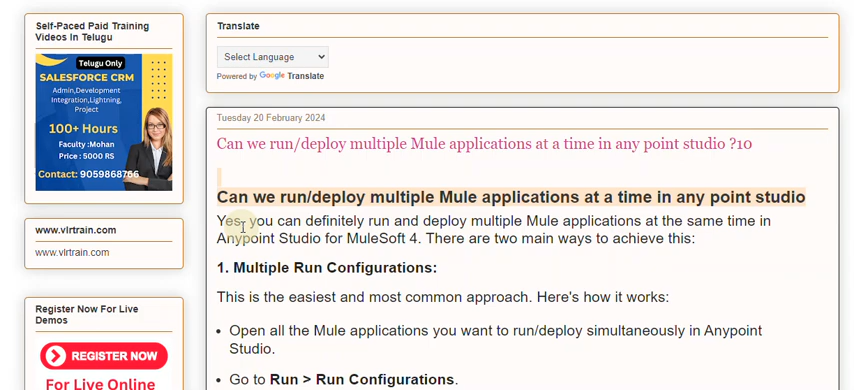 Self-Paced Paid Training
Videos In Telugu
Telugu Only
SALESFORCE CRM
Admin,Development
Integration,Lightning,
Project
100+ Hours
Faculty :Mohan
Price : 5000 RS
Contact: 9059868766
www.vlrtrain.com
www.vlrtrain.com
Register Now For Live
Demos
REGISTER NOW
For Live Online
Translate
Select Language
Powered by Google Translate
Tuesday 20 February 2024
Can we run/deploy multiple Mule applications at a time in any point studio ?10
Can we run/deploy multiple Mule applications at a time in any point studio
Yes, you can definitely run and deploy multiple Mule applications at the same time in
Anypoint Studio for MuleSoft 4. There are two main ways to achieve this:
1. Multiple Run Configurations:
This is the easiest and most common approach. Here's how it works:
• Open all the Mule applications you want to run/deploy simultaneously in Anypoint
Studio.
• Go to Run > Run Configurations.